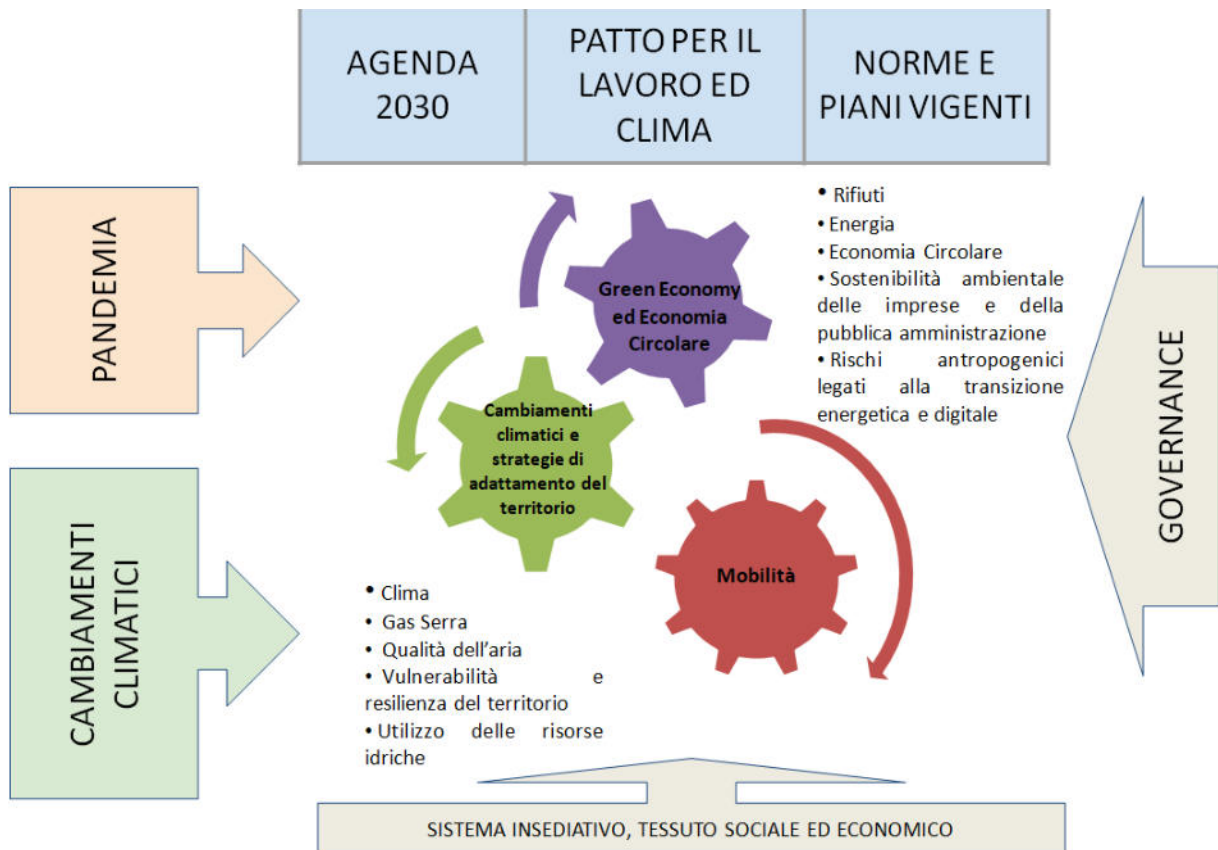 AGENDA
2030
PATTO PER IL
LAVORO ED
CLIMA
NORME E
PIANI VIGENTI
PANDEMIA
CAMBIAMENTI
CLIMATICI
Green Economy
ed Economia
Circolare
• Rifiuti
• Energia
• Economia Circolare
• Sostenibilità ambientale
delle imprese e della
pubblica amministrazione
• Rischi antropogenici
legati alla transizione
energetica e digitale
Cambiamenti
climatici e
strategie di
adattamento del
territorio
Mobilità
• Clima
• Gas Serra
• Qualità dell'aria
• Vulnerabilità e
resilienza del territorio
• Utilizzo delle risorse
idriche
GOVERNANCE
SISTEMA INSEDIATIVO, TESSUTO SOCIALE ED ECONOMICO